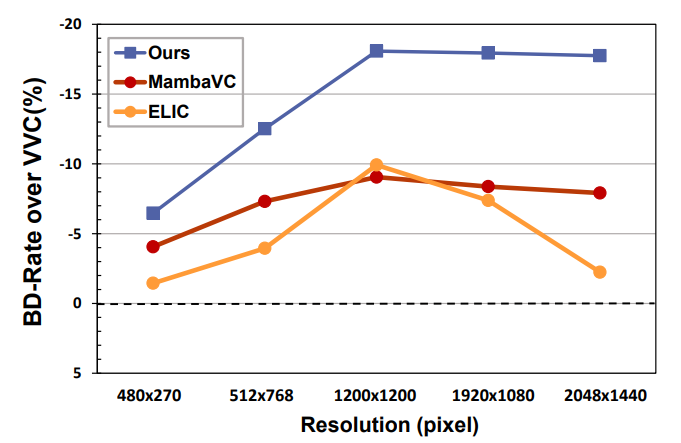 -20
Ours
MambaVC
ELIC
-15
-10
-5
0
5
BD-Rate over VVC(%)
480x270 512x768 1200x1200 1920x1080 2048x1440
Resolution (pixel)